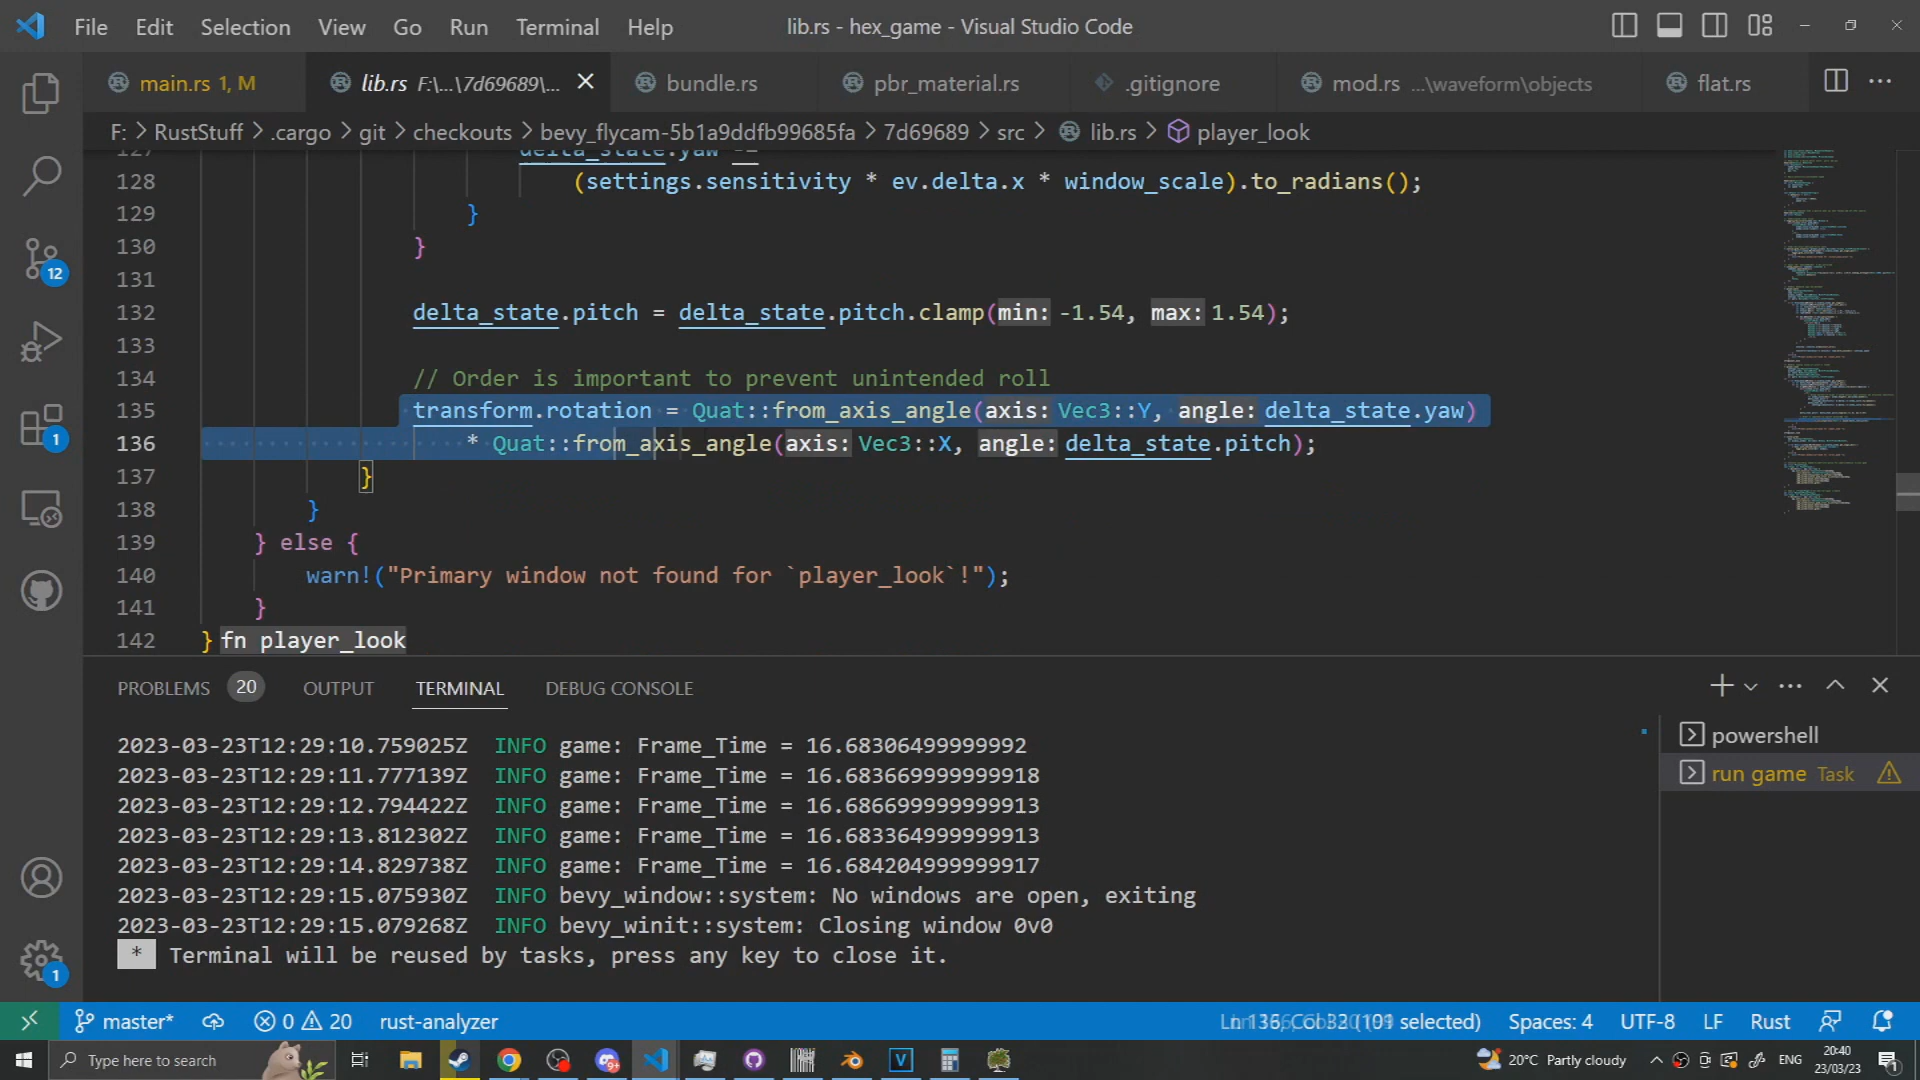 File Edit Selection View Go Run Terminal Help lib.rs - hex_game - Visual Studio Code
main.rs 1, M lib.rs F:\...\7d69689\... bundle.rs pbr_material.rs .gitignore mod.rs ...\waveform\objects flat.rs
F: > RustStuff > .cargo > git > checkouts > bevy_flycam-5b1a9ddfb99685fa > 7d69689 > src > lib.rs > player_look
127 delta_state.yaw -=
128 (settings.sensitivity * ev.delta.x * window_scale).to_radians();
129 }
130 }
131
132 delta_state.pitch = delta_state.pitch.clamp(min: -1.54, max: 1.54);
133
134 // Order is important to prevent unintended roll
135 transform.rotation = Quat::from_axis_angle(axis: Vec3::Y, angle: delta_state.yaw)
136 * Quat::from_axis_angle(axis: Vec3::X, angle: delta_state.pitch);
137 }
138 }
139 } else {
140 warn!("Primary window not found for `player_look`!");
141 }
142 } fn player_look
PROBLEMS 20 OUTPUT TERMINAL DEBUG CONSOLE
2023-03-23T12:29:10.759025Z INFO game: Frame_Time = 16.68306499999992
2023-03-23T12:29:11.777139Z INFO game: Frame_Time = 16.683669999999918
2023-03-23T12:29:12.794422Z INFO game: Frame_Time = 16.686699999999913
2023-03-23T12:29:13.812302Z INFO game: Frame_Time = 16.683364999999913
2023-03-23T12:29:14.829738Z INFO game: Frame_Time = 16.684204999999917
2023-03-23T12:29:15.075930Z INFO bevy_window::system: No windows are open, exiting
2023-03-23T12:29:15.079268Z INFO bevy_winit::system: Closing window 0v0
* Terminal will be reused by tasks, press any key to close it.
powershell
run game Task
12
1
1
master* 0 20 rust-analyzer Spaces: 4 UTF-8 LF Rust
Type here to search 9+ V 20°C Partly cloudy ENG 20:40
23/03/23 1